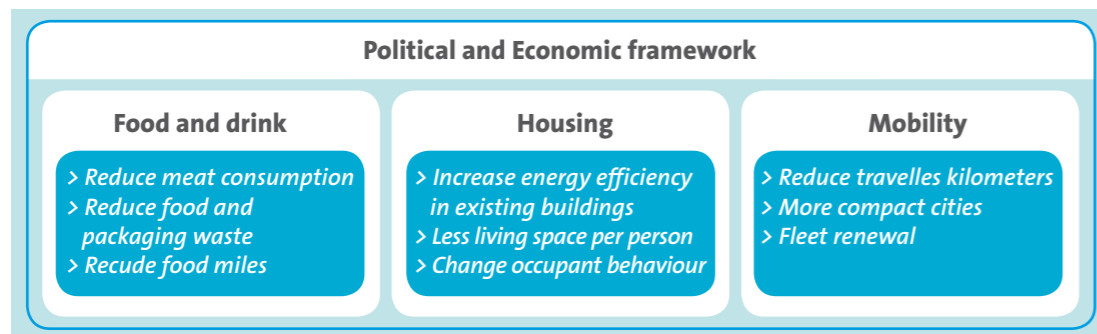 Political and Economic framework
Food and drink
> Reduce meat consumption
> Reduce food and
packaging waste
> Recude food miles
Housing
> Increase energy efficiency
in existing buildings
> Less living space per person
> Change occupant behaviour
Mobility
> Reduce travelles kilometers
> More compact cities
> Fleet renewal